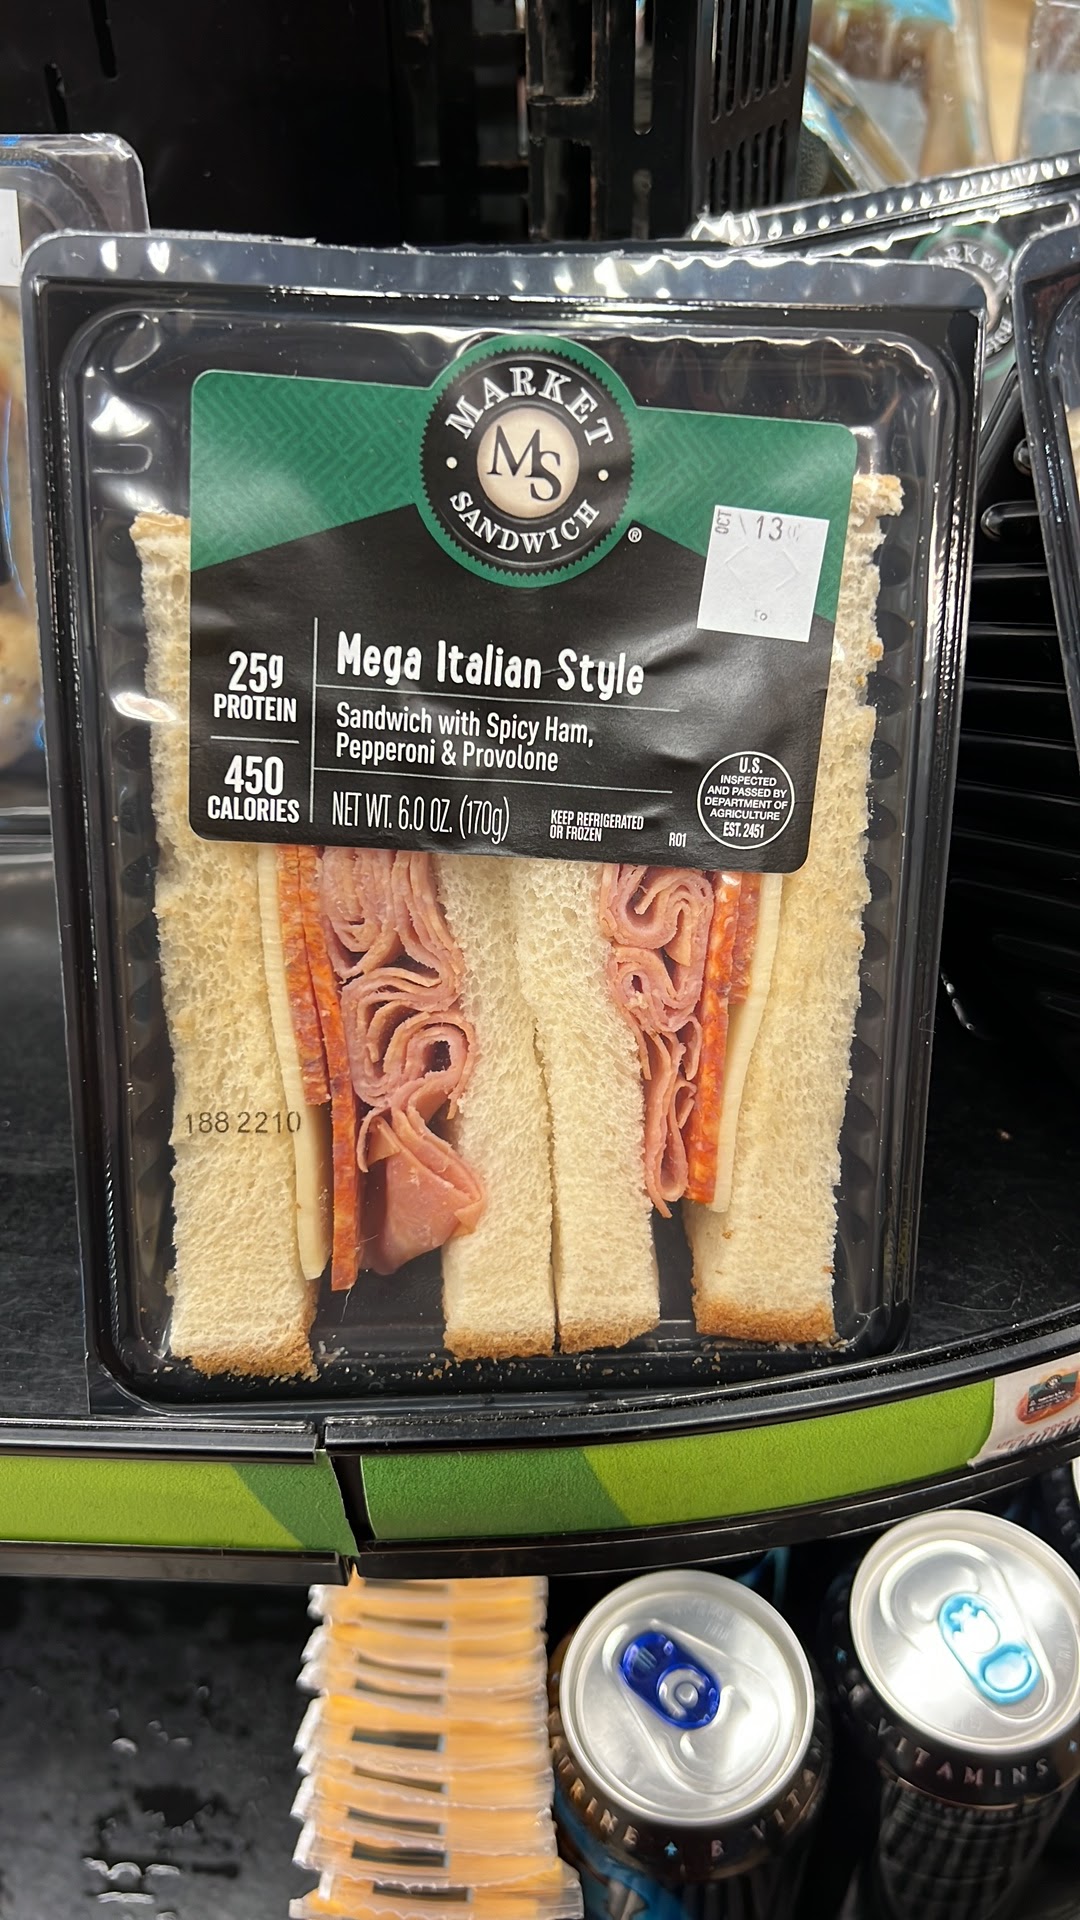 MARKET
MS
SANDWICH
®
OCT 13
50
Mega Italian Style
25g
PROTEIN
Sandwich with Spicy Ham,
Pepperoni & Provolone
450
CALORIES
NET WT. 6.0 OZ. (170g)
KEEP REFRIGERATED
OR FROZEN
R01
U.S.
INSPECTED
AND PASSED BY
DEPARTMENT OF
AGRICULTURE
EST. 2451
188 2210
VITAMINS
B VITA